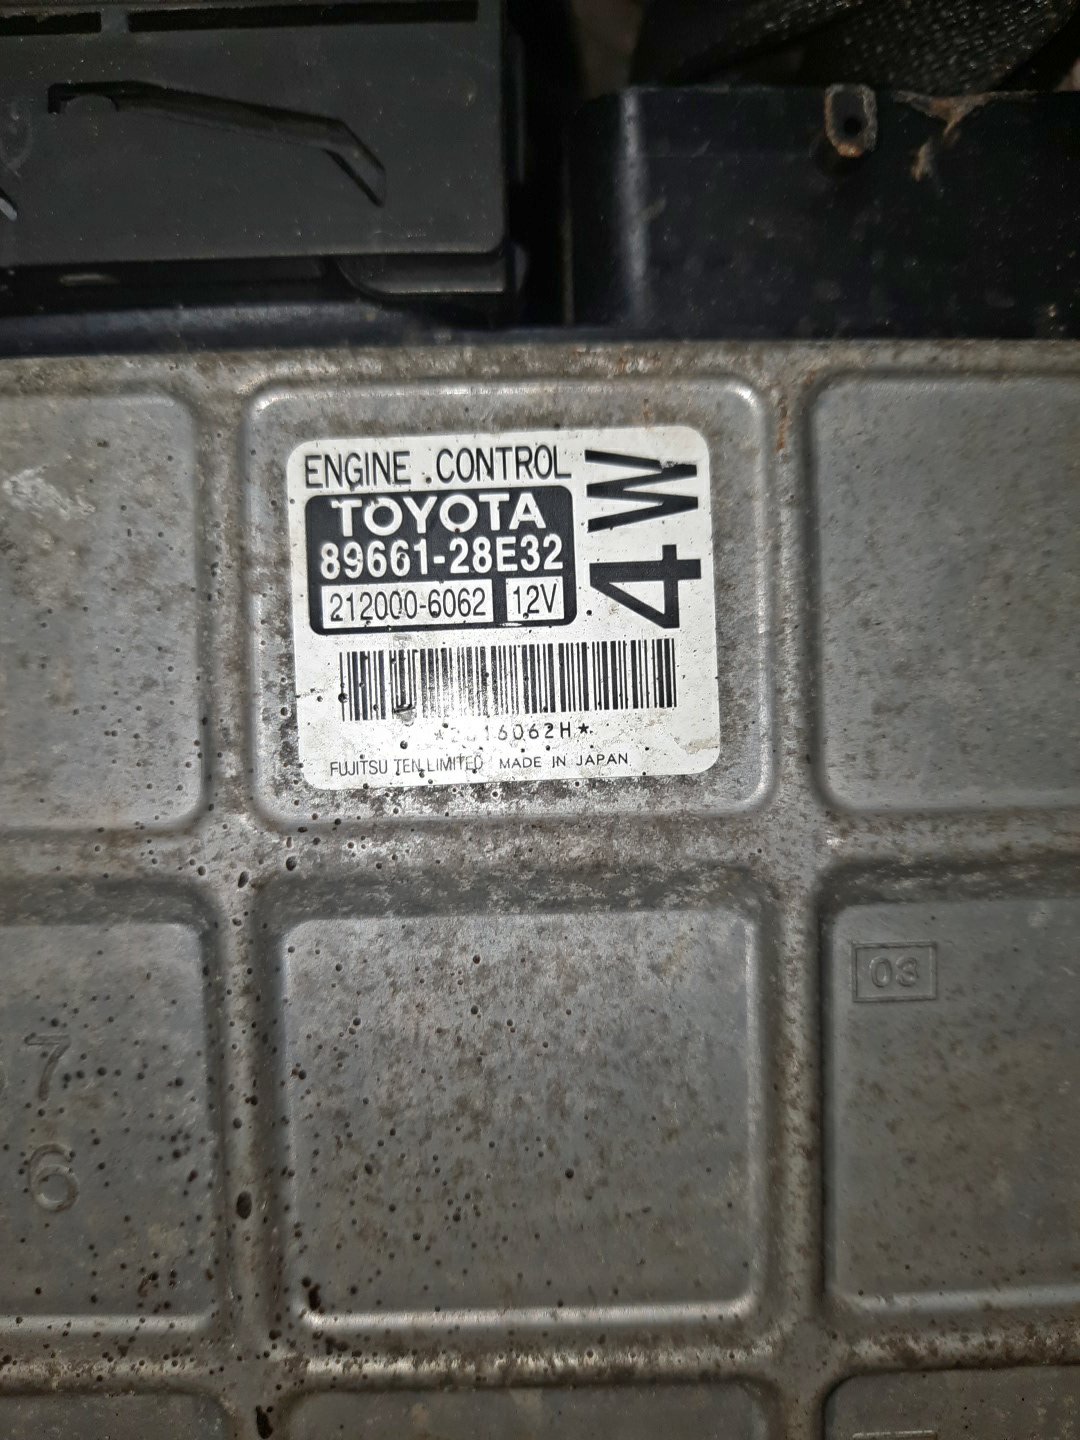 ENGINE CONTROL
TOYOTA
89661-28E32
212000-6062 12V
4W
FUJITSU TEN LIMITED MADE IN JAPAN
03
7
6